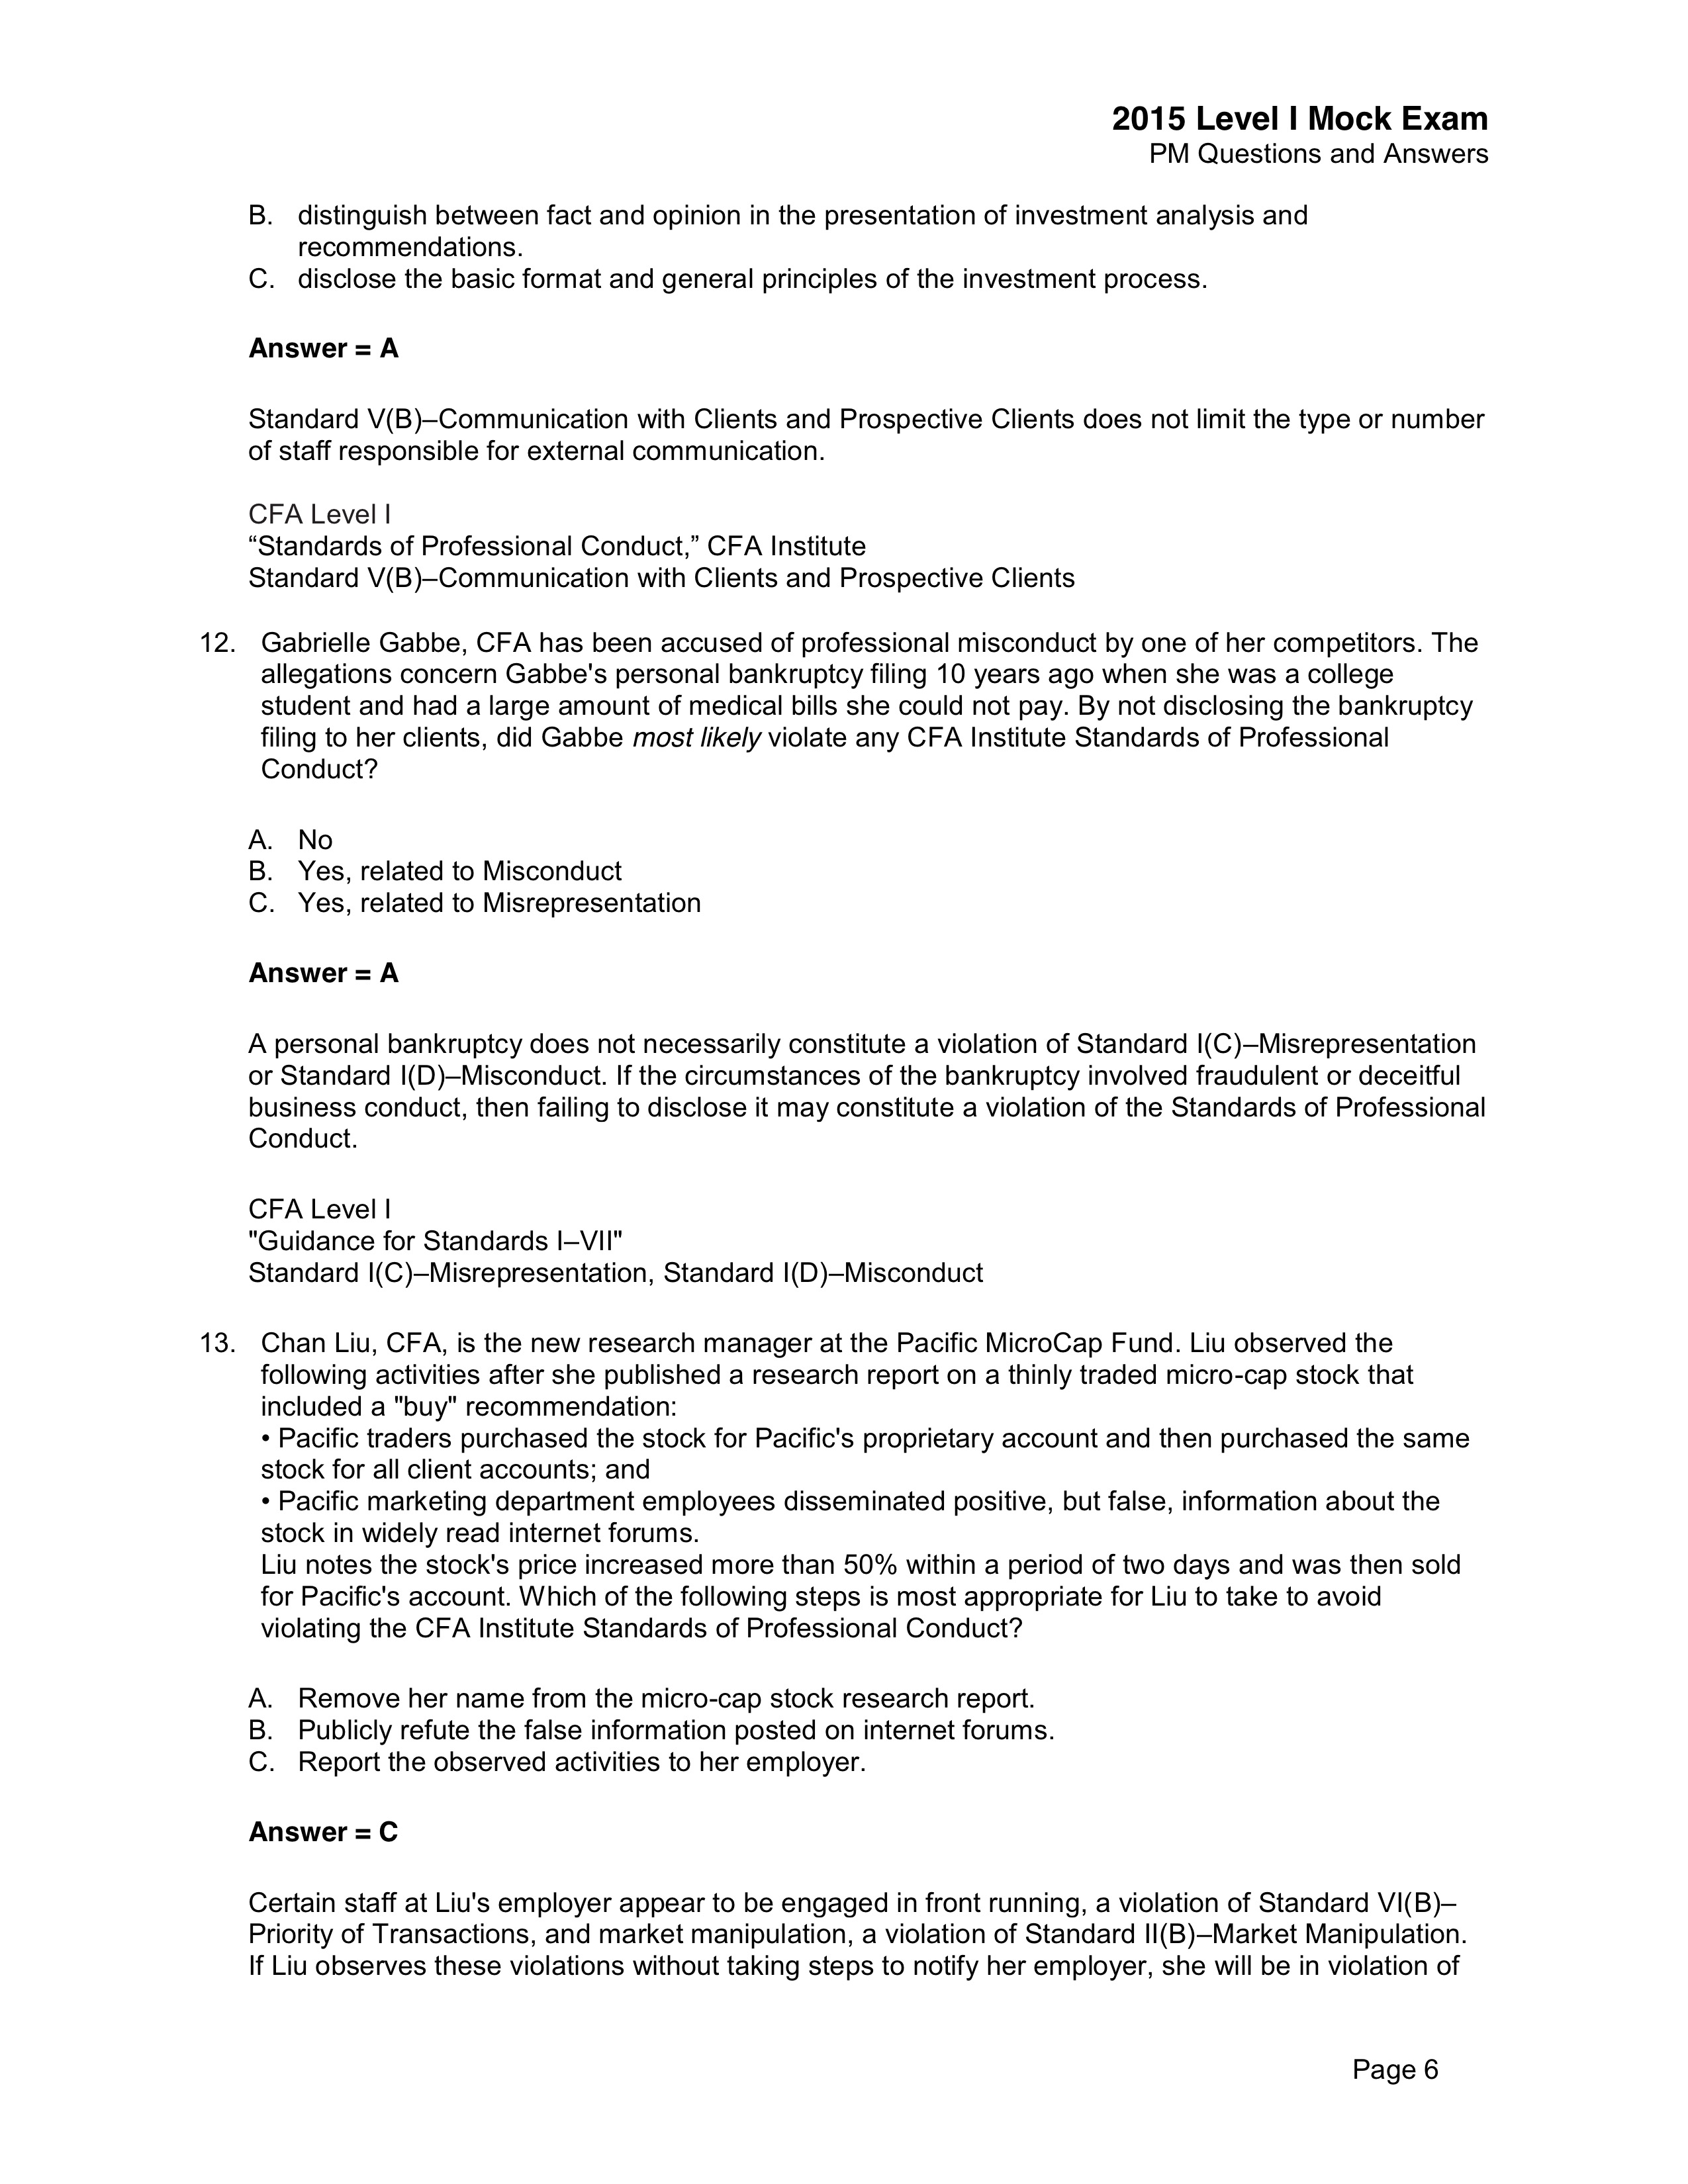 2015 Level I Mock Exam
PM Questions and Answers
B. distinguish between fact and opinion in the presentation of investment analysis and
recommendations.
C. disclose the basic format and general principles of the investment process.
Answer = A
Standard V(B)–Communication with Clients and Prospective Clients does not limit the type or number
of staff responsible for external communication.
CFA Level I
“Standards of Professional Conduct,” CFA Institute
Standard V(B)–Communication with Clients and Prospective Clients
12. Gabrielle Gabbe, CFA has been accused of professional misconduct by one of her competitors. The
allegations concern Gabbe's personal bankruptcy filing 10 years ago when she was a college
student and had a large amount of medical bills she could not pay. By not disclosing the bankruptcy
filing to her clients, did Gabbe most likely violate any CFA Institute Standards of Professional
Conduct?
A. No
B. Yes, related to Misconduct
C. Yes, related to Misrepresentation
Answer = A
A personal bankruptcy does not necessarily constitute a violation of Standard I(C)–Misrepresentation
or Standard I(D)–Misconduct. If the circumstances of the bankruptcy involved fraudulent or deceitful
business conduct, then failing to disclose it may constitute a violation of the Standards of Professional
Conduct.
CFA Level I
"Guidance for Standards I–VII"
Standard I(C)–Misrepresentation, Standard I(D)–Misconduct
13. Chan Liu, CFA, is the new research manager at the Pacific MicroCap Fund. Liu observed the
following activities after she published a research report on a thinly traded micro-cap stock that
included a "buy" recommendation:
• Pacific traders purchased the stock for Pacific's proprietary account and then purchased the same
stock for all client accounts; and
• Pacific marketing department employees disseminated positive, but false, information about the
stock in widely read internet forums.
Liu notes the stock's price increased more than 50% within a period of two days and was then sold
for Pacific's account. Which of the following steps is most appropriate for Liu to take to avoid
violating the CFA Institute Standards of Professional Conduct?
A. Remove her name from the micro-cap stock research report.
B. Publicly refute the false information posted on internet forums.
C. Report the observed activities to her employer.
Answer = C
Certain staff at Liu's employer appear to be engaged in front running, a violation of Standard VI(B)–
Priority of Transactions, and market manipulation, a violation of Standard II(B)–Market Manipulation.
If Liu observes these violations without taking steps to notify her employer, she will be in violation of
Page 6